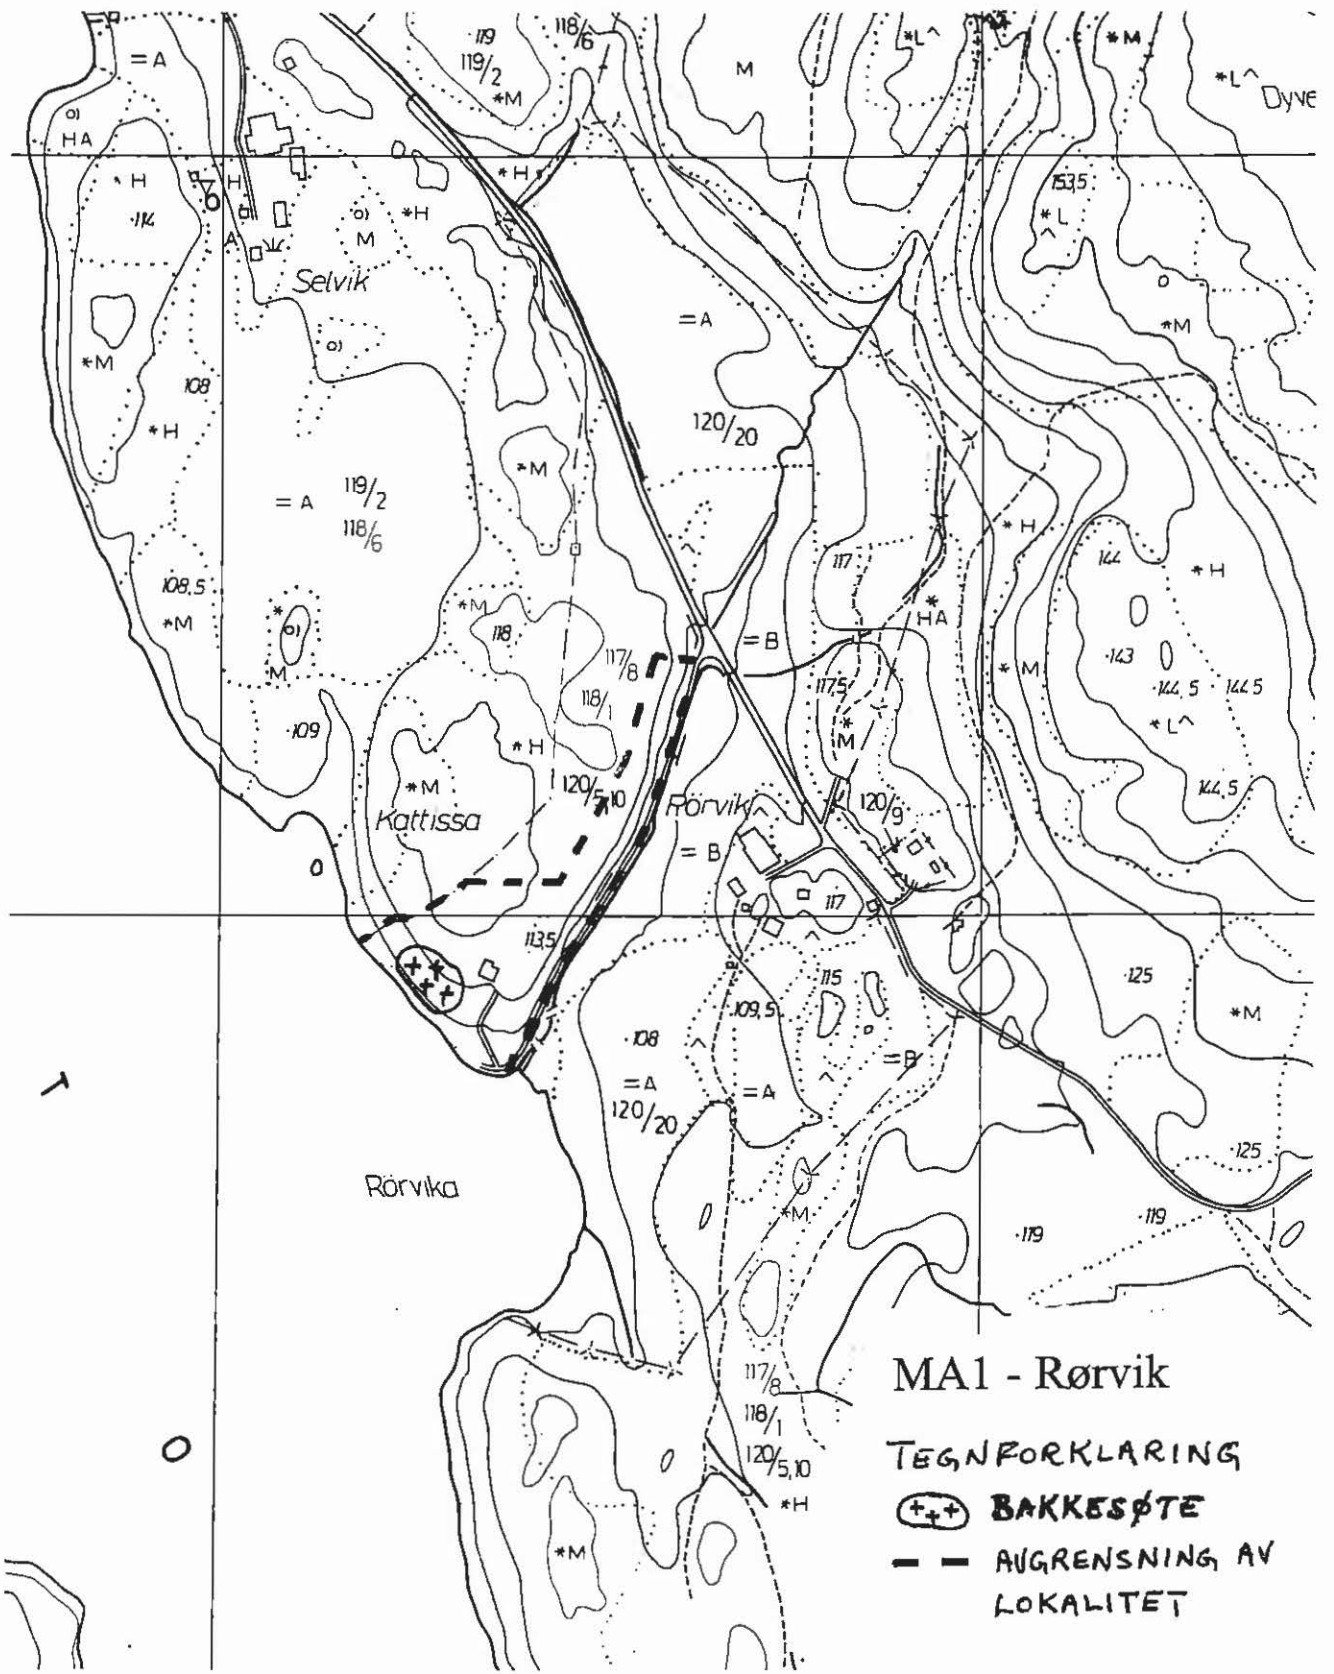 =A
·119
119/2
118/6
*M
M
*L^
*M
*L^
Dyve
HA
o)
·H
·114
H
A
o)
M
*H
*H
153,5
*L
^
Selvik
=A
*M
*M
108
*H
o)
120/20
*M
=A
119/2
118/6
*H
117
144
*H
108,5
*M
*
o)
M
*M
118
117/8
118/1
=B
*
HA
*M
·143
·144,5
·144,5
117,5
*
M
*L^
·109
*H
*M
120/5,10
Rörvik
120/9
144,5
Kattissa
=B
117
113,5
115
·125
109,5
*M
·108
=A
120/20
=A
=B
·125
Rörvika
*M
·119
·119
117/8
118/1
120/5,10
*H
*M
MA1 - Rørvik
TEGNFORKLARING
BAKKESØTE
AVGRENSNING AV
LOKALITET